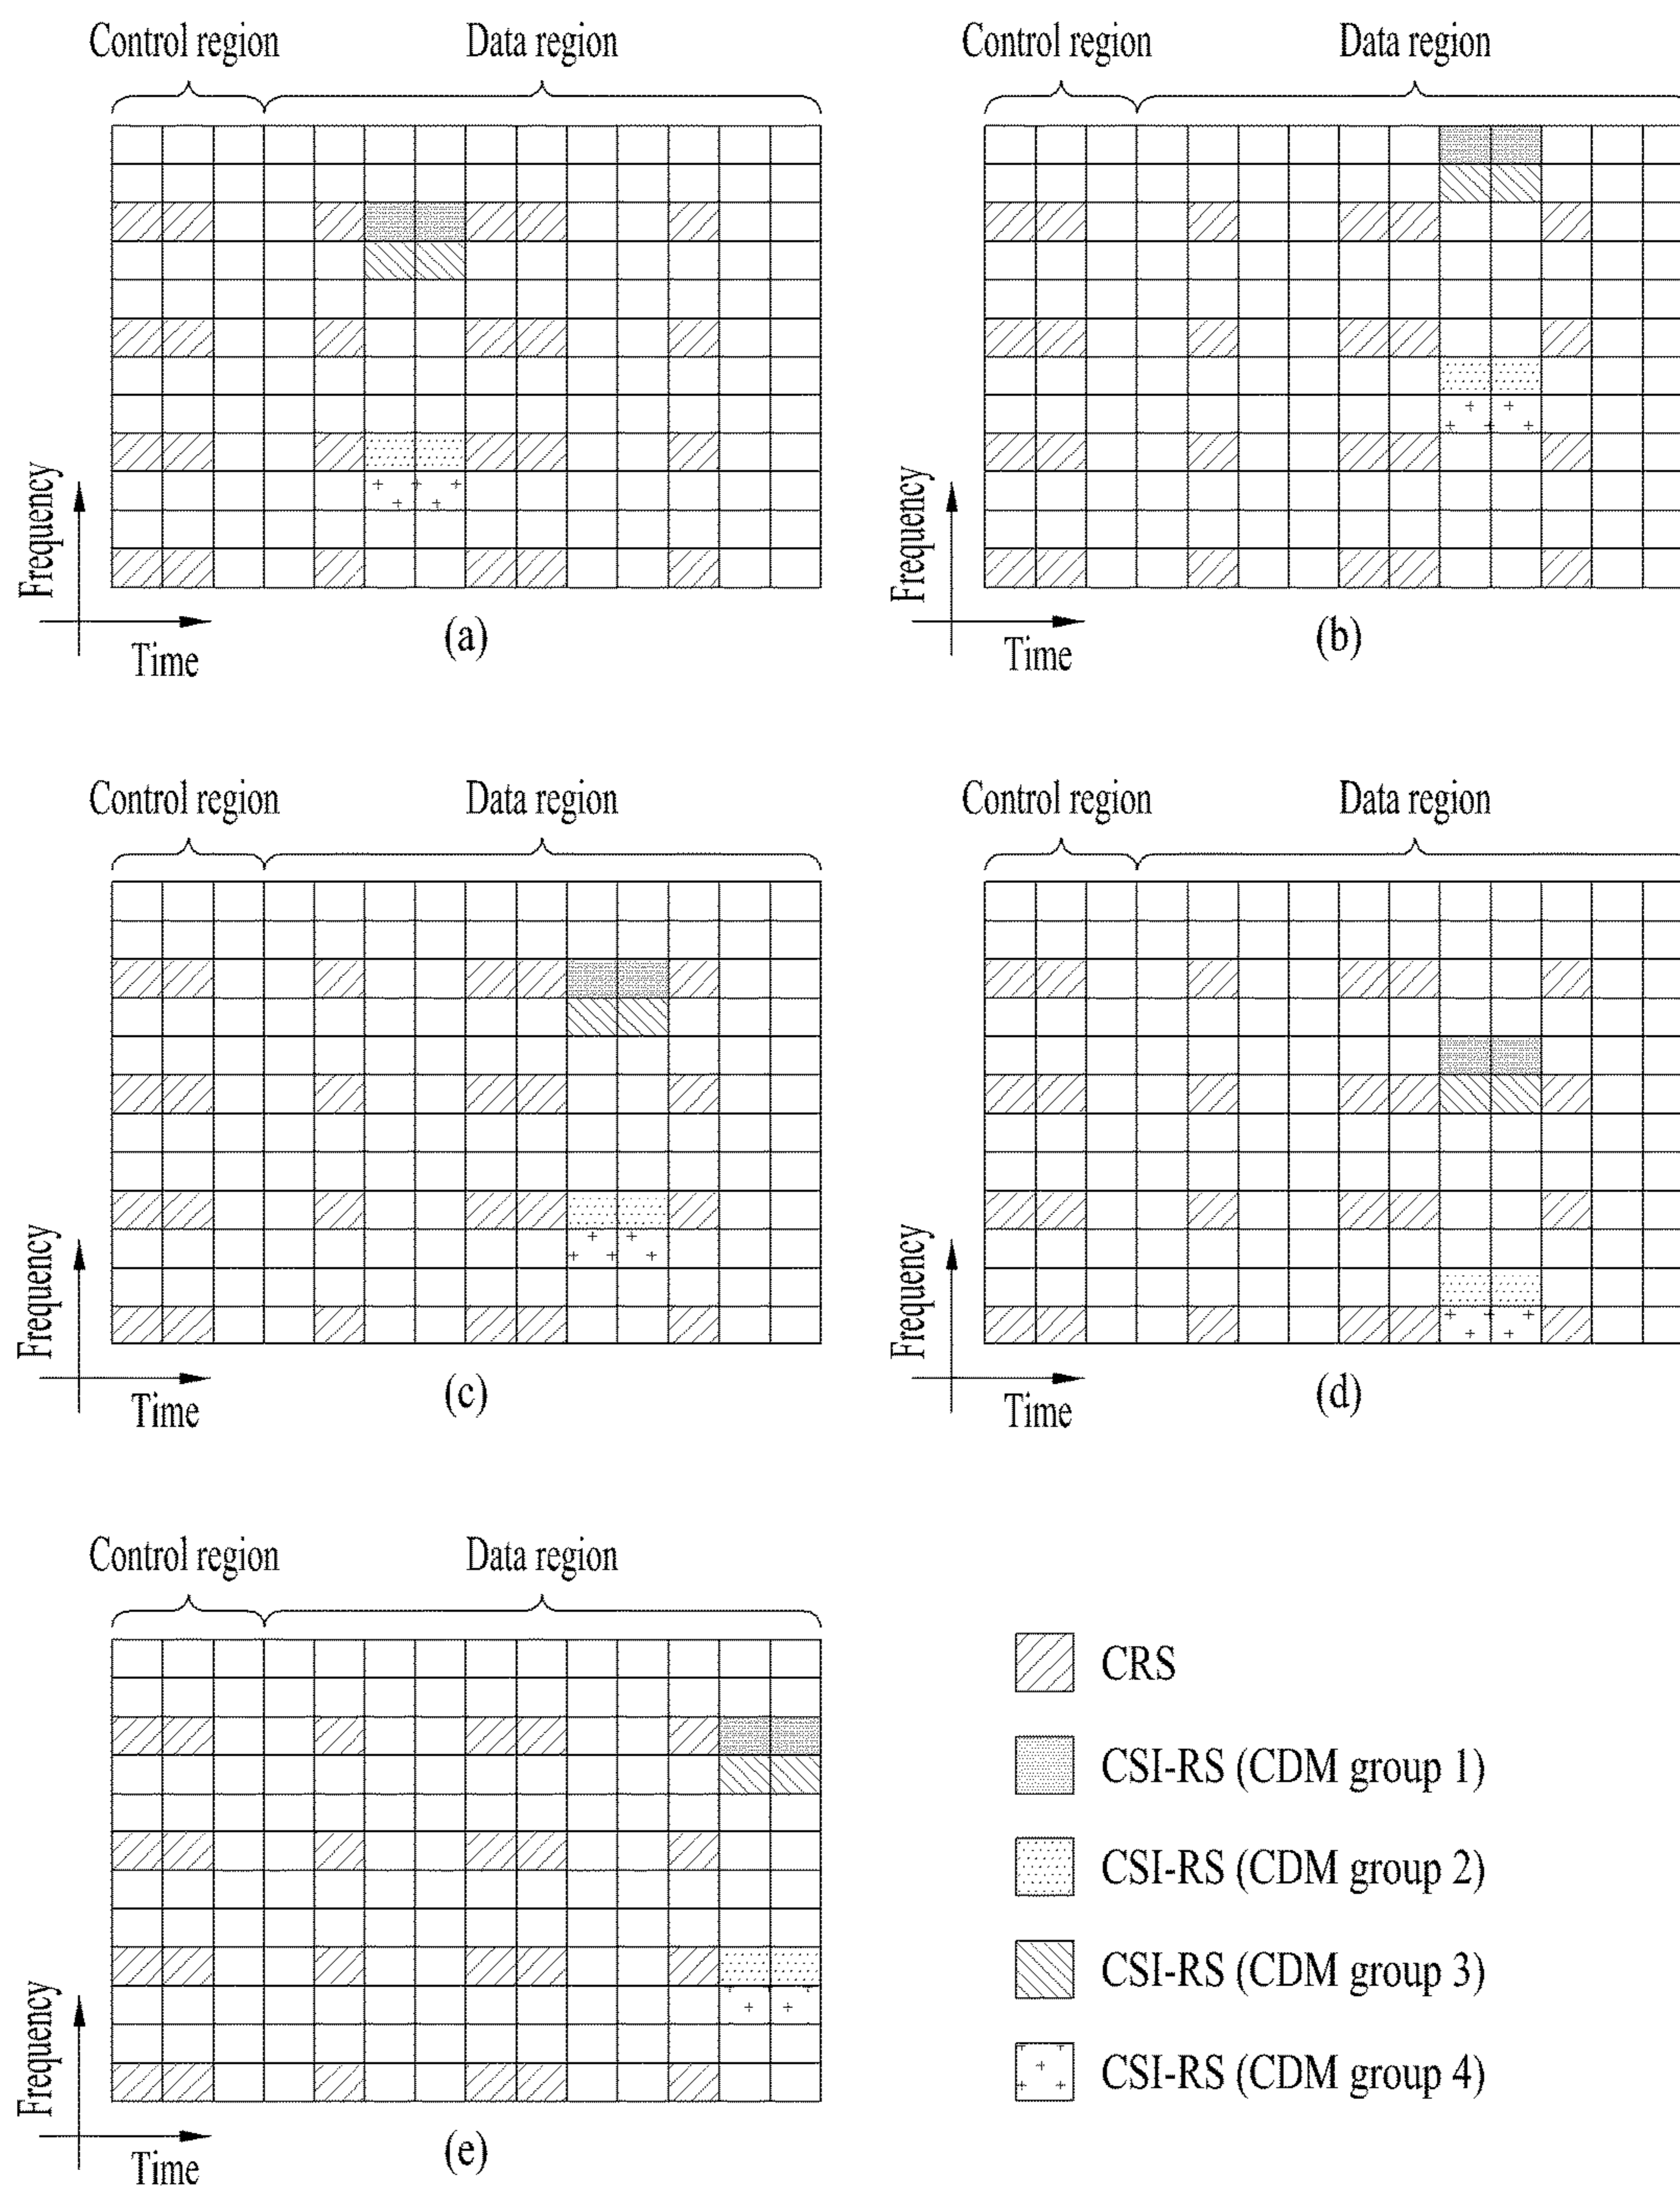 Control region
Data region
Frequency
Time
(a)
Control region
Data region
Frequency
Time
(b)
Control region
Data region
Frequency
Time
(c)
Control region
Data region
Frequency
Time
(d)
Control region
Data region
Frequency
Time
(e)
CRS
CSI-RS (CDM group 1)
CSI-RS (CDM group 2)
CSI-RS (CDM group 3)
CSI-RS (CDM group 4)